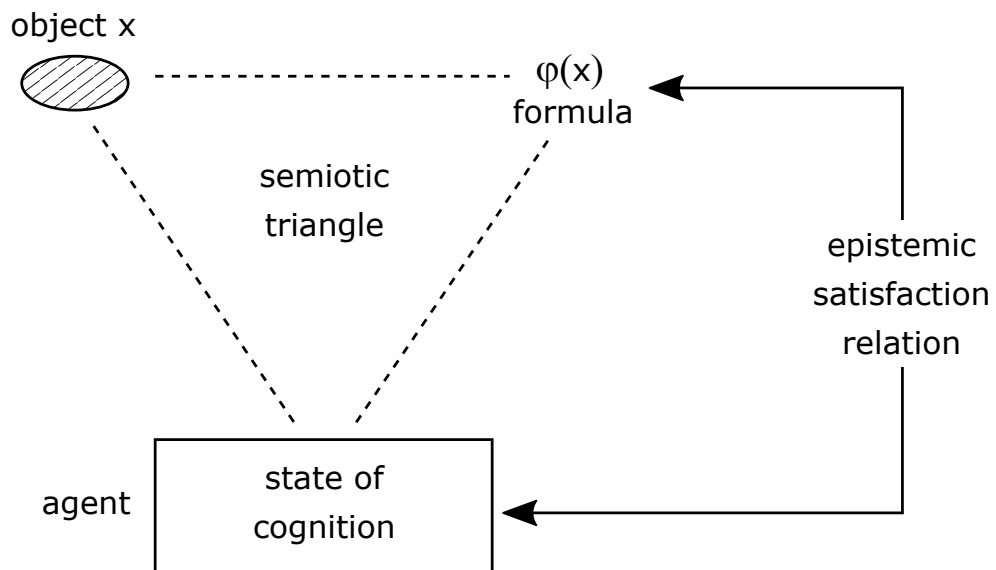 object x
φ(x)
formula
semiotic
triangle
epistemic
satisfaction
relation
agent
state of
cognition